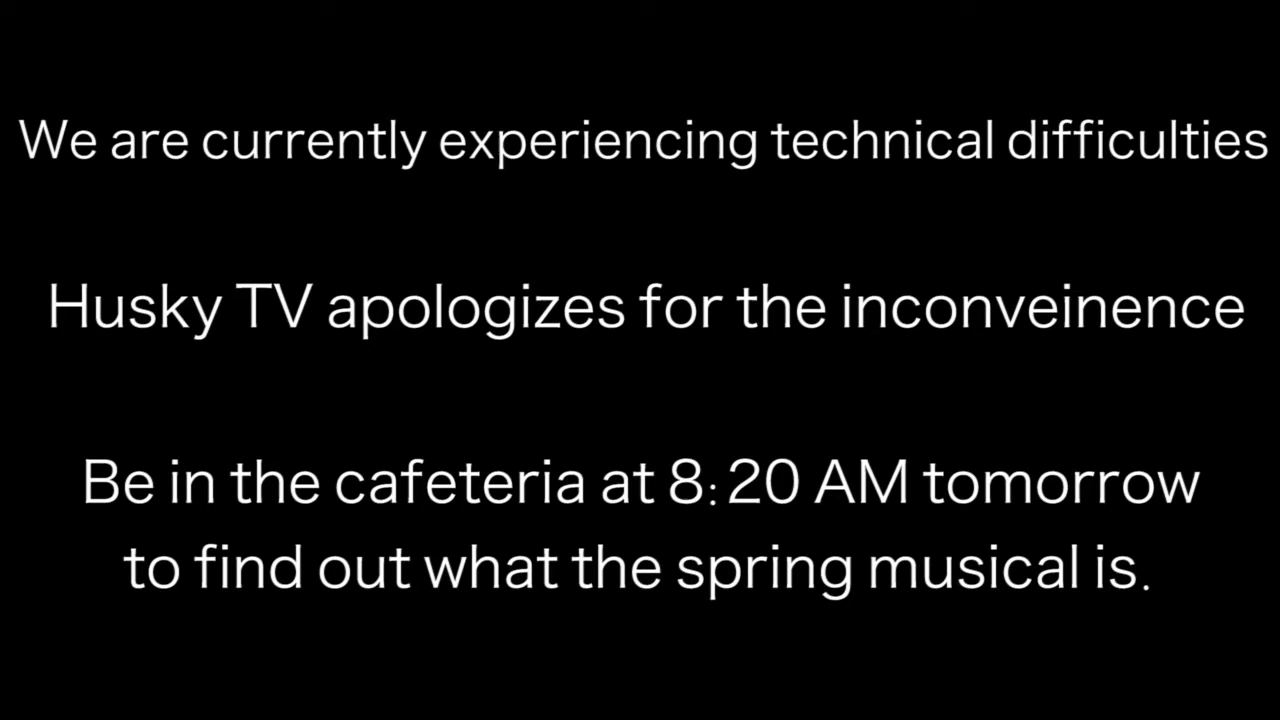 We are currently experiencing technical difficulties
Husky TV apologizes for the inconveinence
Be in the cafeteria at 8:20 AM tomorrow
to find out what the spring musical is.